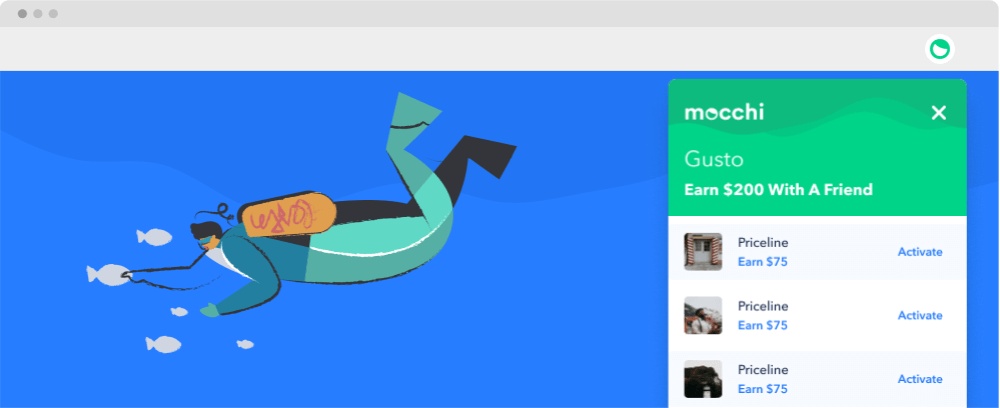 mocchi
Gusto
Earn $200 With A Friend
Priceline
Earn $75
Activate
Priceline
Earn $75
Activate
Priceline
Earn $75
Activate